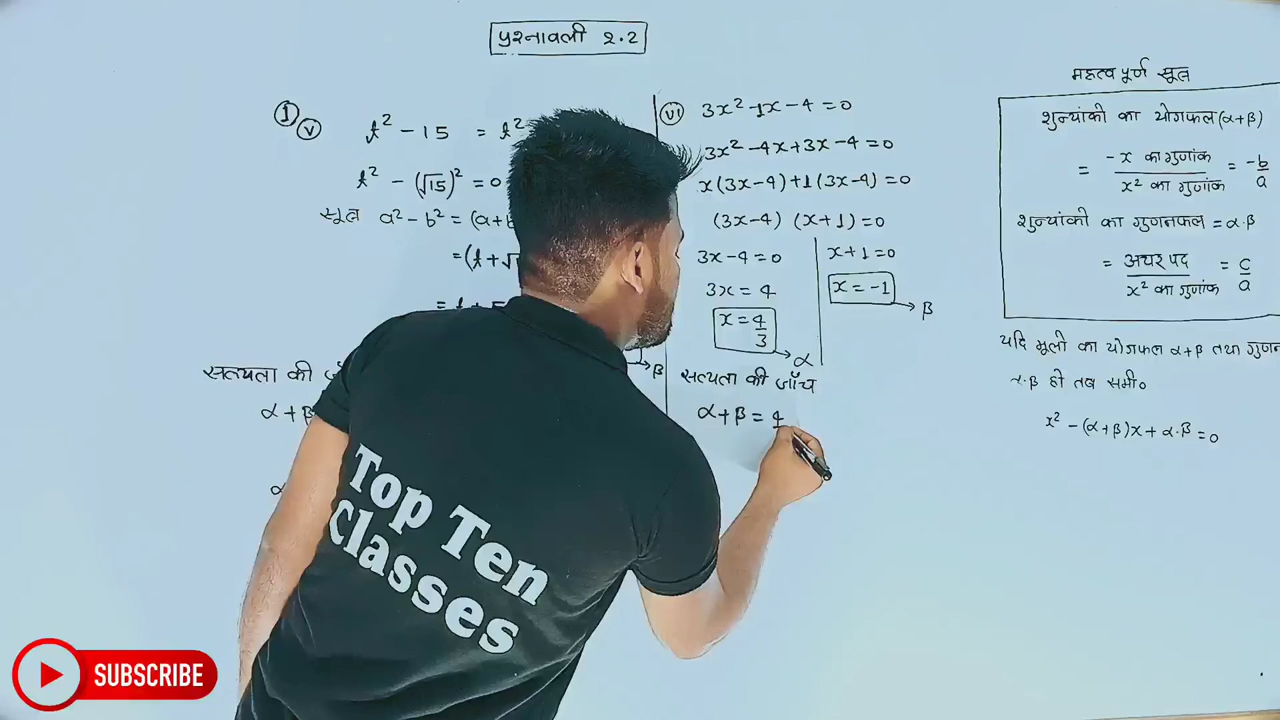 प्रश्नावली 2.2
① ⓥ t² - 15 = t²
t² - (√15)² = 0
सूत्र a² - b² = (a+b
= (t + √
सत्यता की जाँ
α + β
β
ⓥⓘ 3x² - 1x - 4 = 0
3x² - 4x + 3x - 4 = 0
x(3x-4) + 1(3x-4) = 0
(3x-4) (x+1) = 0
3x - 4 = 0
3x = 4
x = 4/3
α
x + 1 = 0
x = -1
β
सत्यता की जाँच
α + β = 4
महत्वपूर्ण सूत्र
शुन्यांको का योगफल (α+β)
= -x का गुणांक / x² का गुणांक = -b/a
शुन्यांको का गुणनफल = α.β
= अचर पद / x² का गुणांक = c/a
यदि मूलो का योगफल α+β तथा गुणन
α.β हो तब समी०
x² - (α+β)x + α.β = 0
Top Ten
Classes
SUBSCRIBE